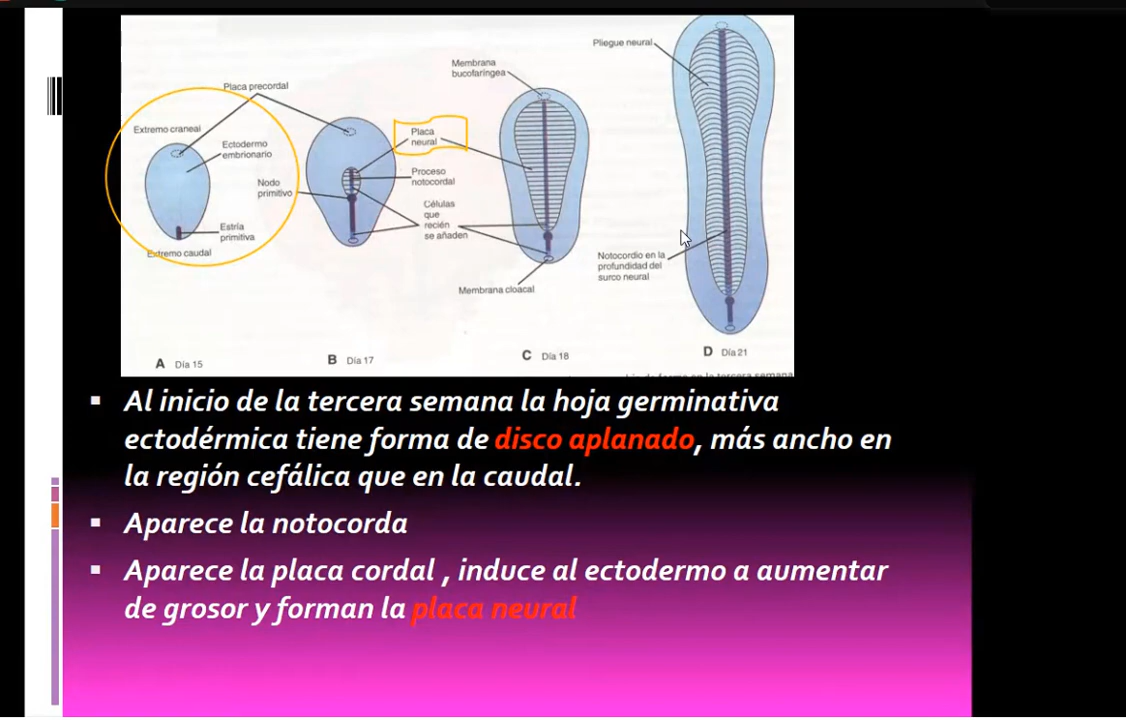 Placa precordal
Extremo craneal
Ectodermo
embrionario
Nodo
primitivo
Estría
primitiva
Extremo caudal
Placa
neural
Proceso
notocordal
Células
que
recién
se añaden
Membrana
bucofaríngea
Membrana cloacal
Pliegue neural
Notocordio en la
profundidad del
surco neural
A Día 15
B Día 17
C Día 18
D Día 21
Al inicio de la tercera semana la hoja germinativa
ectodérmica tiene forma de disco aplanado, más ancho en
la región cefálica que en la caudal.
Aparece la notocorda
Aparece la placa cordal , induce al ectodermo a aumentar
de grosor y forman la placa neural